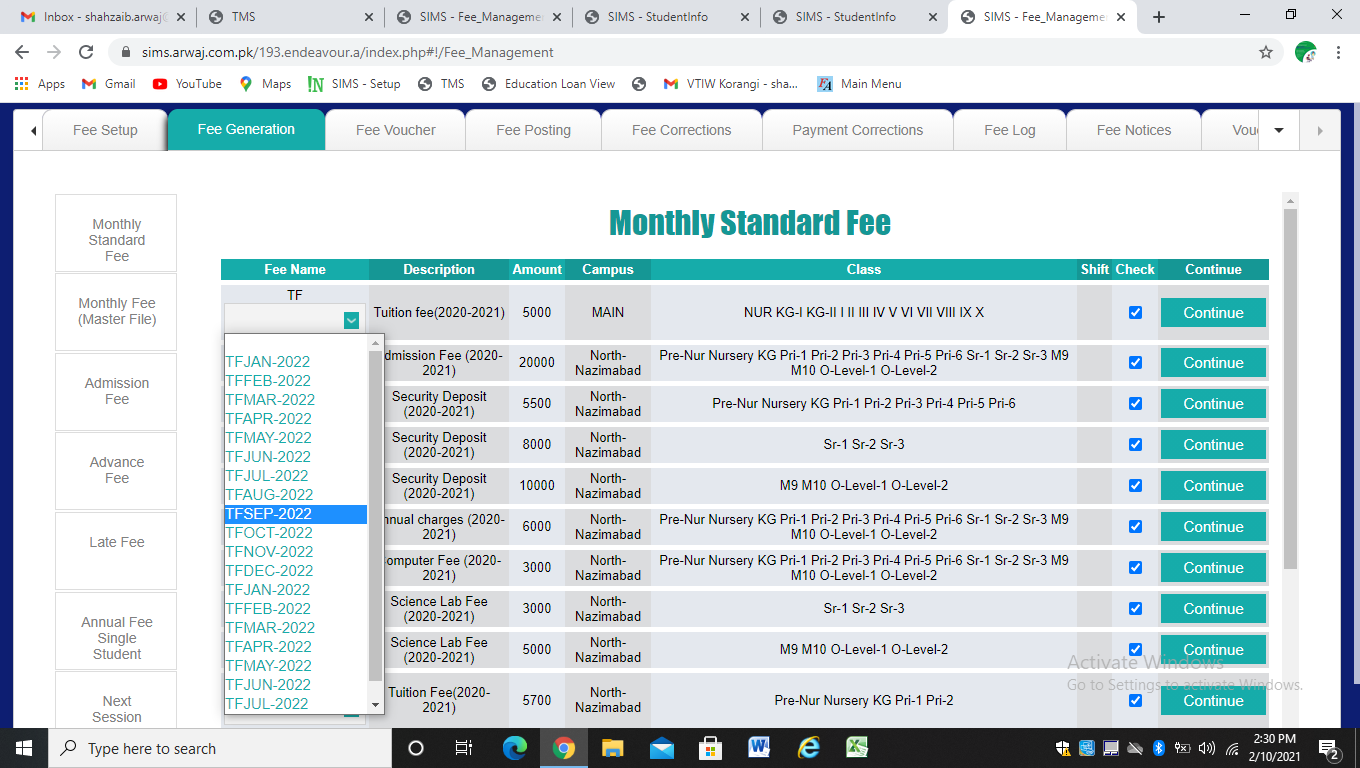 Inbox - shahzaib.arwaj@
TMS
SIMS - Fee_Manageme
SIMS - StudentInfo
SIMS - StudentInfo
SIMS - Fee_Manageme
sims.arwaj.com.pk/193.endeavour.a/index.php#!/Fee_Management
Apps
Gmail
YouTube
Maps
SIMS - Setup
TMS
Education Loan View
VTIW Korangi - sha...
Main Menu
Fee Setup
Fee Generation
Fee Voucher
Fee Posting
Fee Corrections
Payment Corrections
Fee Log
Fee Notices
Vou
Monthly
Standard
Fee
Monthly Fee
(Master File)
Admission
Fee
Advance
Fee
Late Fee
Annual Fee
Single
Student
Next
Session
Monthly Standard Fee
Fee Name Description Amount Campus Class Shift Check Continue
TF
Tuition fee(2020-2021) 5000 MAIN NUR KG-I KG-II I II III IV V VI VII VIII IX X Continue
TFJAN-2022
TFFEB-2022
TFMAR-2022
TFAPR-2022
TFMAY-2022
TFJUN-2022
TFJUL-2022
TFAUG-2022
TFSEP-2022
TFOCT-2022
TFNOV-2022
TFDEC-2022
TFJAN-2022
TFFEB-2022
TFMAR-2022
TFAPR-2022
TFMAY-2022
TFJUN-2022
TFJUL-2022
dmission Fee (2020-
2021)
20000
North-
Nazimabad
Pre-Nur Nursery KG Pri-1 Pri-2 Pri-3 Pri-4 Pri-5 Pri-6 Sr-1 Sr-2 Sr-3 M9
M10 O-Level-1 O-Level-2
Continue
Security Deposit
(2020-2021)
5500
North-
Nazimabad
Pre-Nur Nursery KG Pri-1 Pri-2 Pri-3 Pri-4 Pri-5 Pri-6
Continue
Security Deposit
(2020-2021)
8000
North-
Nazimabad
Sr-1 Sr-2 Sr-3
Continue
Security Deposit
(2020-2021)
10000
North-
Nazimabad
M9 M10 O-Level-1 O-Level-2
Continue
nnual charges (2020-
2021)
6000
North-
Nazimabad
Pre-Nur Nursery KG Pri-1 Pri-2 Pri-3 Pri-4 Pri-5 Pri-6 Sr-1 Sr-2 Sr-3 M9
M10 O-Level-1 O-Level-2
Continue
omputer Fee (2020-
2021)
3000
North-
Nazimabad
Pre-Nur Nursery KG Pri-1 Pri-2 Pri-3 Pri-4 Pri-5 Pri-6 Sr-1 Sr-2 Sr-3 M9
M10 O-Level-1 O-Level-2
Continue
Science Lab Fee
(2020-2021)
3000
North-
Nazimabad
Sr-1 Sr-2 Sr-3
Continue
Science Lab Fee
(2020-2021)
5000
North-
Nazimabad
M9 M10 O-Level-1 O-Level-2
Continue
Tuition Fee(2020-
2021)
5700
North-
Nazimabad
Pre-Nur Nursery KG Pri-1 Pri-2
Continue
Activate Windows
Go to Settings to activate Windows.
Type here to search
2:30 PM
2/10/2021
2